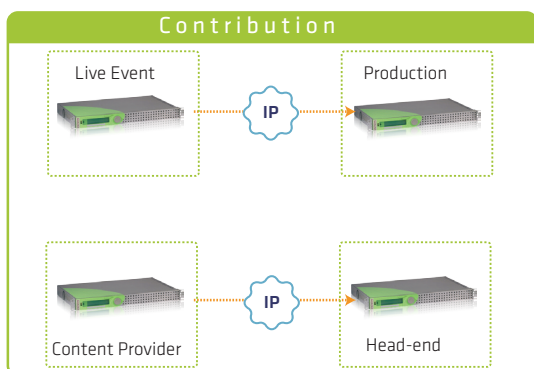 Contribution
Live Event
Production
IP
Content Provider
IP
Head-end